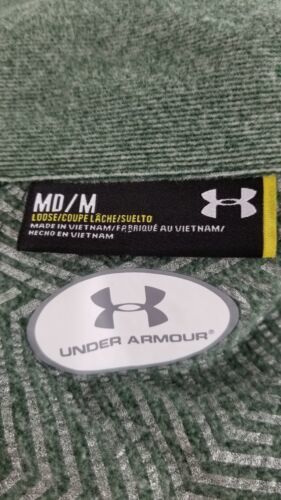 MD/M
LOOSE/COUPE LÂCHE/SUELTO
MADE IN VIETNAM/FABRIQUÉ AU VIETNAM/
HECHO EN VIETNAM
UNDER ARMOUR